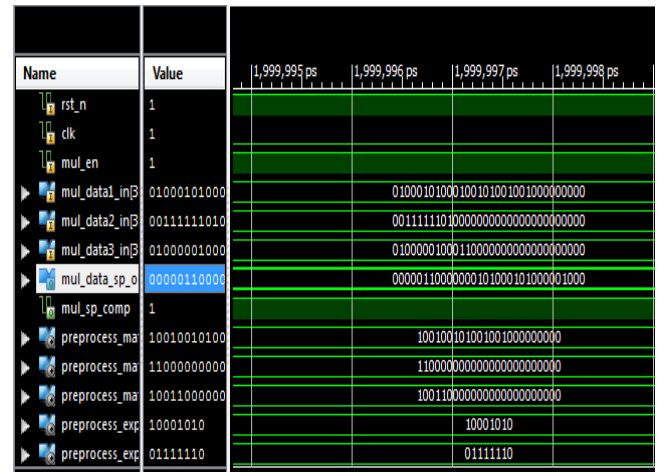 Name Value 1,999,995 ps 1,999,996 ps 1,999,997 ps 1,999,998 ps
rst_n 1
clk 1
mul_en 1
mul_data1_in[3 01000101000 01000101000100101001001000000000
mul_data2_in[3 00111111010 00111111010000000000000000000000
mul_data3_in[3 01000001000 01000001000110000000000000000000
mul_data_sp_o 00000110000 00000110000000101000101000001000
mul_sp_comp 1
preprocess_ma 10010010100 100100101001001000000000
preprocess_ma 11000000000 110000000000000000000000
preprocess_ma 10011000000 100110000000000000000000
preprocess_exp 10001010 10001010
preprocess_exp 01111110 01111110